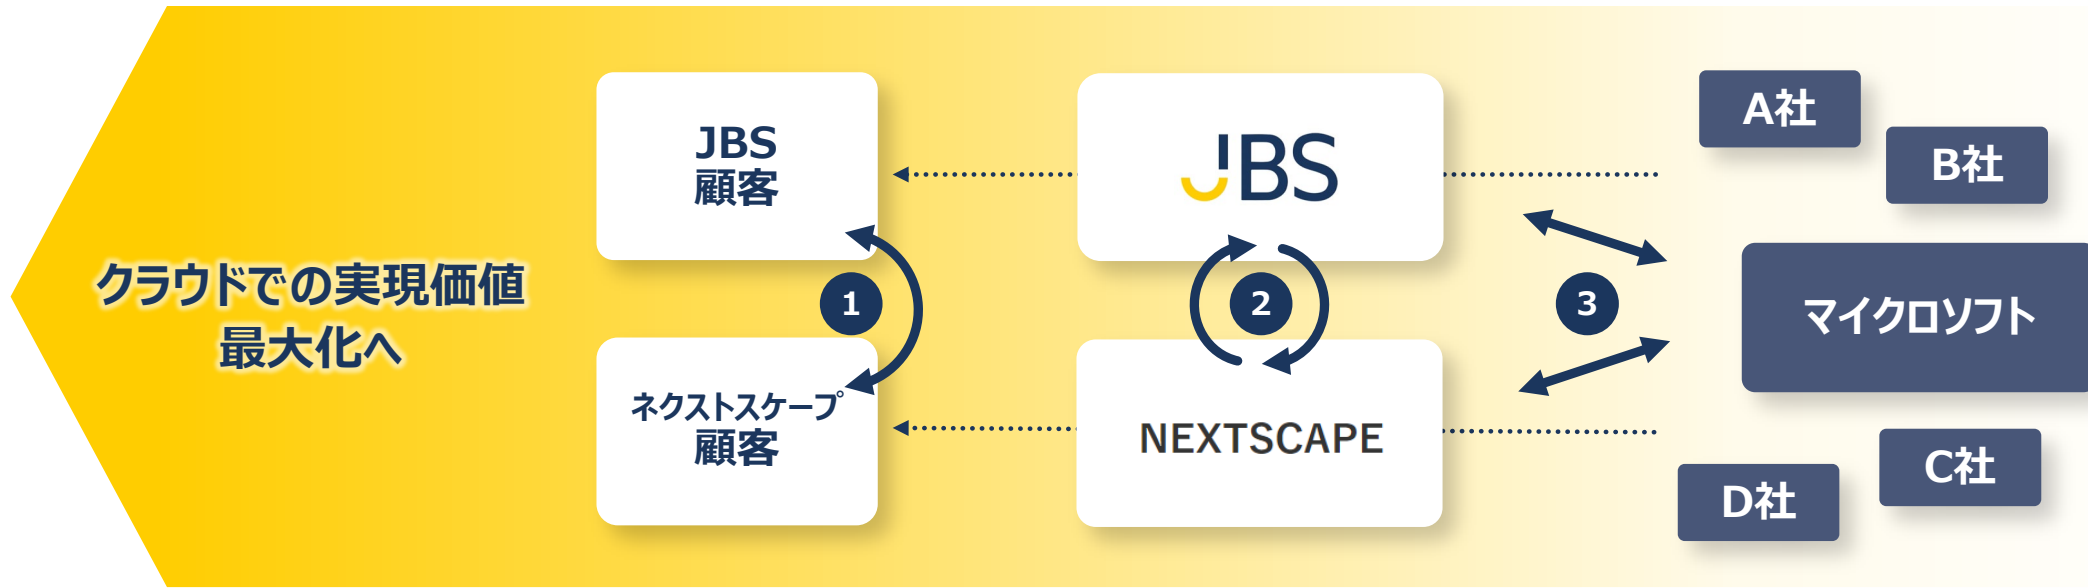 クラウドでの実現価値
最大化へ
JBS
顧客
1
ネクストスケープ
顧客
JBS
2
NEXTSCAPE
3
A社
B社
マイクロソフト
C社
D社